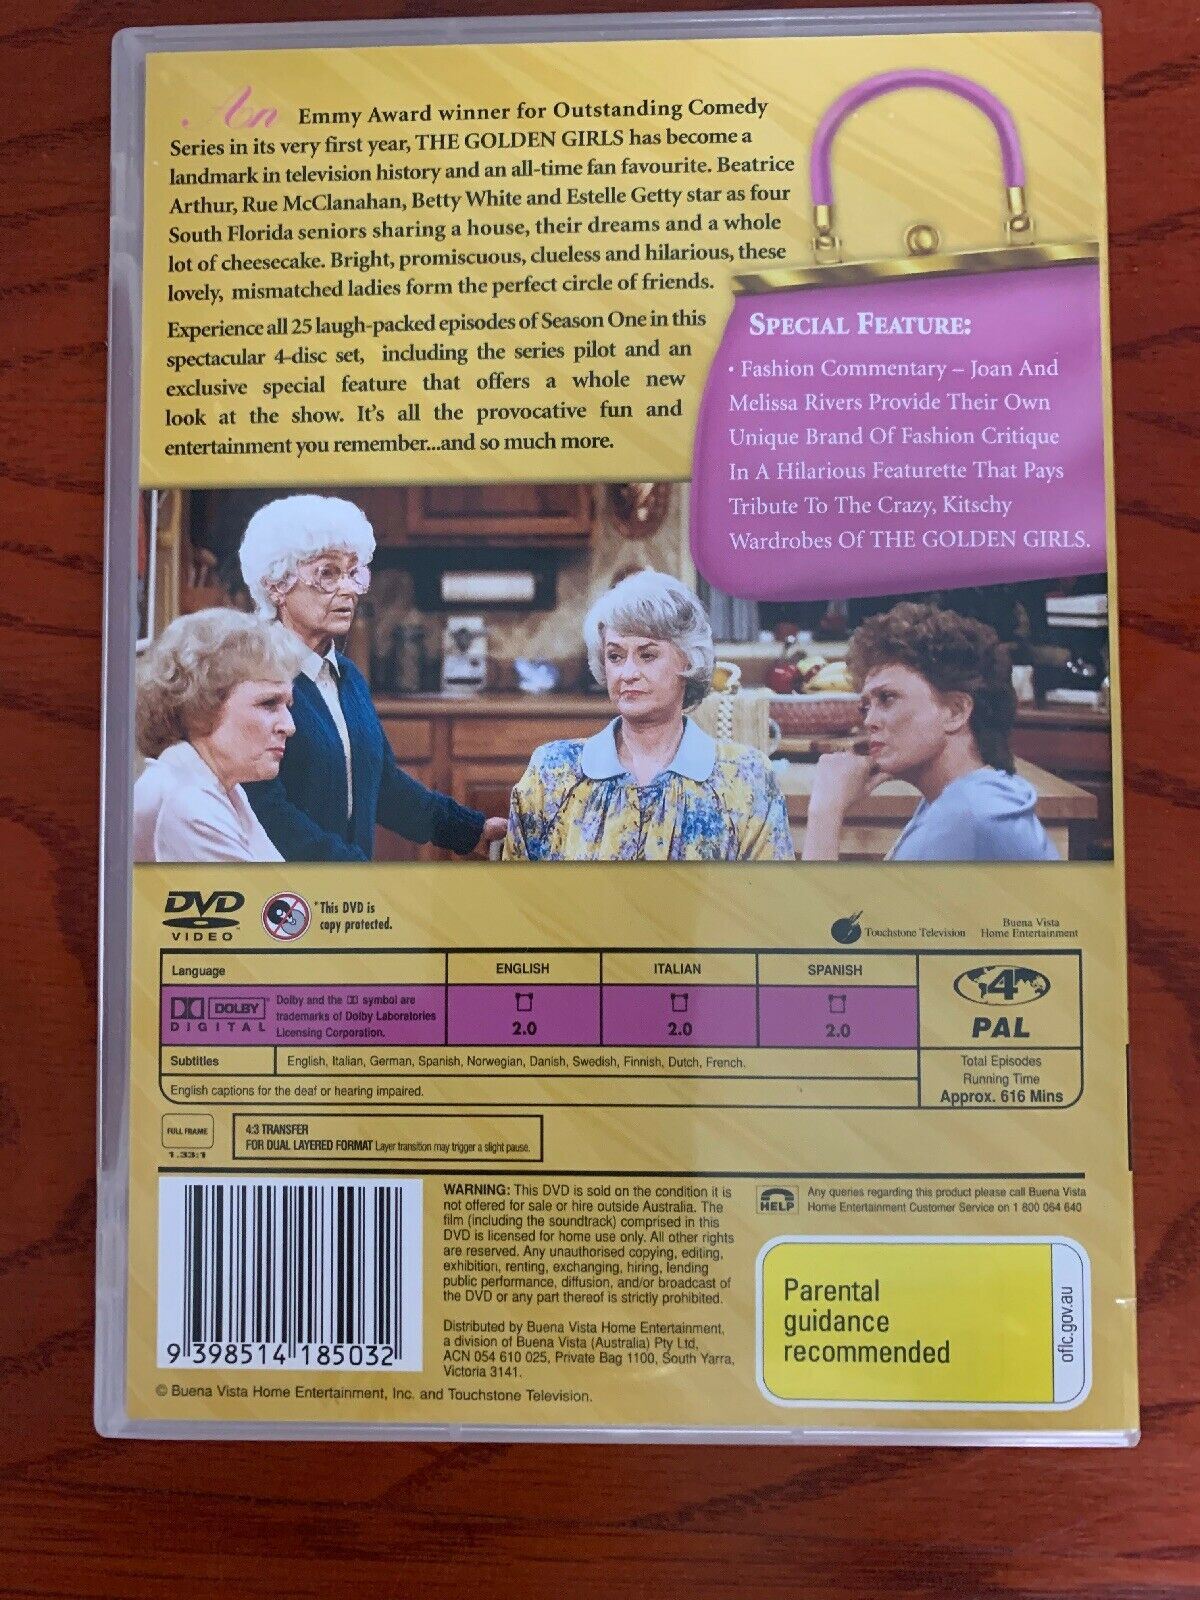 An Emmy Award winner for Outstanding Comedy
Series in its very first year, THE GOLDEN GIRLS has become a
landmark in television history and an all-time fan favourite. Beatrice
Arthur, Rue McClanahan, Betty White and Estelle Getty star as four
South Florida seniors sharing a house, their dreams and a whole
lot of cheesecake. Bright, promiscuous, clueless and hilarious, these
lovely, mismatched ladies form the perfect circle of friends.
Experience all 25 laugh-packed episodes of Season One in this
spectacular 4-disc set, including the series pilot and an
exclusive special feature that offers a whole new
look at the show. It's all the provocative fun and
entertainment you remember...and so much more.
SPECIAL FEATURE:
• Fashion Commentary – Joan And
Melissa Rivers Provide Their Own
Unique Brand Of Fashion Critique
In A Hilarious Featurette That Pays
Tribute To The Crazy, Kitschy
Wardrobes Of THE GOLDEN GIRLS.
DVD
VIDEO
*This DVD is
copy protected.
Touchstone Television
Buena Vista
Home Entertainment
Language
ENGLISH
ITALIAN
SPANISH
DOLBY
DIGITAL
Dolby and the DD symbol are
trademarks of Dolby Laboratories
Licensing Corporation.
2.0
2.0
2.0
4
PAL
Subtitles
English, Italian, German, Spanish, Norwegian, Danish, Swedish, Finnish, Dutch, French.
English captions for the deaf or hearing impaired.
Total Episodes
Running Time
Approx. 616 Mins
FULL FRAME
1.33:1
4:3 TRANSFER
FOR DUAL LAYERED FORMAT Layer transition may trigger a slight pause.
9 398514 185032
WARNING: This DVD is sold on the condition it is
not offered for sale or hire outside Australia. The
film (including the soundtrack) comprised in this
DVD is licensed for home use only. All other rights
are reserved. Any unauthorised copying, editing,
exhibition, renting, exchanging, hiring, lending
public performance, diffusion, and/or broadcast of
the DVD or any part thereof is strictly prohibited.
Distributed by Buena Vista Home Entertainment,
a division of Buena Vista (Australia) Pty Ltd,
ACN 054 610 025, Private Bag 1100, South Yarra,
Victoria 3141.
HELP
Any queries regarding this product please call Buena Vista
Home Entertainment Customer Service on 1 800 064 640
Parental
guidance
recommended
oflc.gov.au
© Buena Vista Home Entertainment, Inc. and Touchstone Television.